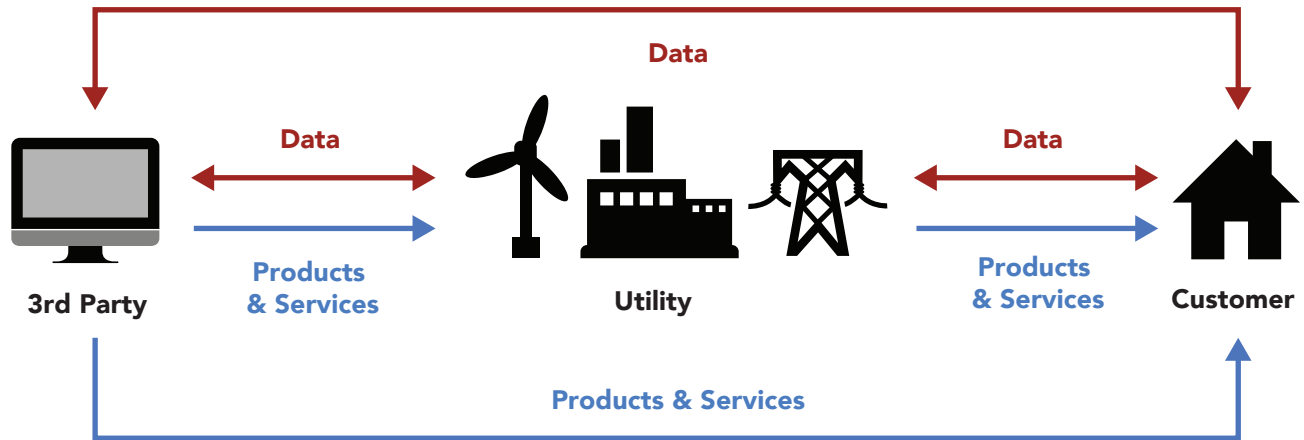 Data
Data
Data
Products
& Services
Products
& Services
3rd Party
Utility
Customer
Products & Services